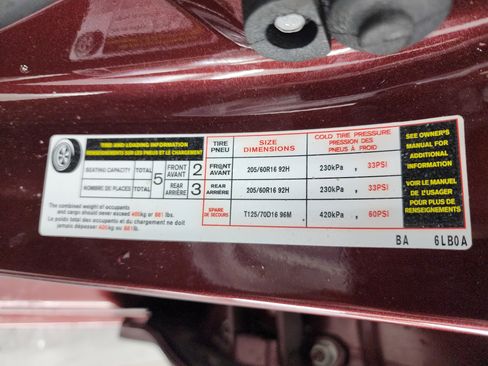 TIRE AND LOADING INFORMATION
RENSEIGNEMENTS SUR LES PNEUS ET LE CHARGEMENT
SEATING CAPACITY
NOMBRE DE PLACES
TOTAL 5
FRONT AVANT 2
REAR ARRIÈRE 3
The combined weight of occupants
and cargo should never exceed 400kg or 881 lbs.
Le poids total des occupants et du chargement ne doit
jamais dépasser 400kg ou 881lb.
TIRE PNEU
SIZE DIMENSIONS
COLD TIRE PRESSURE
PRESSION DES
PNEUS À FROID
FRONT AVANT 205/60R16 92H 230kPa , 33PSI
REAR ARRIÈRE 205/60R16 92H 230kPa , 33PSI
SPARE DE SECOURS T125/70D16 96M 420kPa , 60PSI
SEE OWNER'S
MANUAL FOR
ADDITIONAL
INFORMATION
VOIR LE MANUEL
DE L'USAGER
POUR PLUS DE
RENSEIGNEMENTS
BA 6LB0A